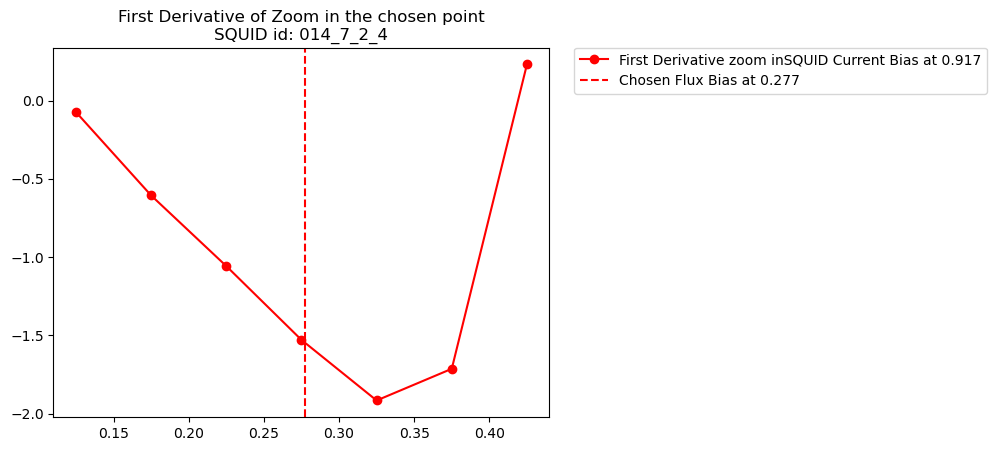 First Derivative of Zoom in the chosen point
SQUID id: 014_7_2_4
First Derivative zoom inSQUID Current Bias at 0.917
Chosen Flux Bias at 0.277
0.0
−0.5
−1.0
−1.5
−2.0
0.15 0.20 0.25 0.30 0.35 0.40